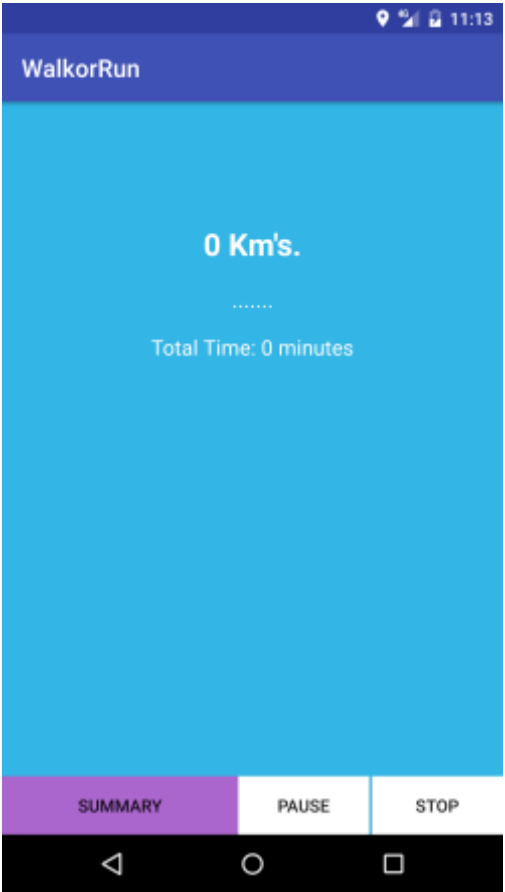 11:13
WalkorRun
0 Km's.
.......
Total Time: 0 minutes
SUMMARY PAUSE STOP